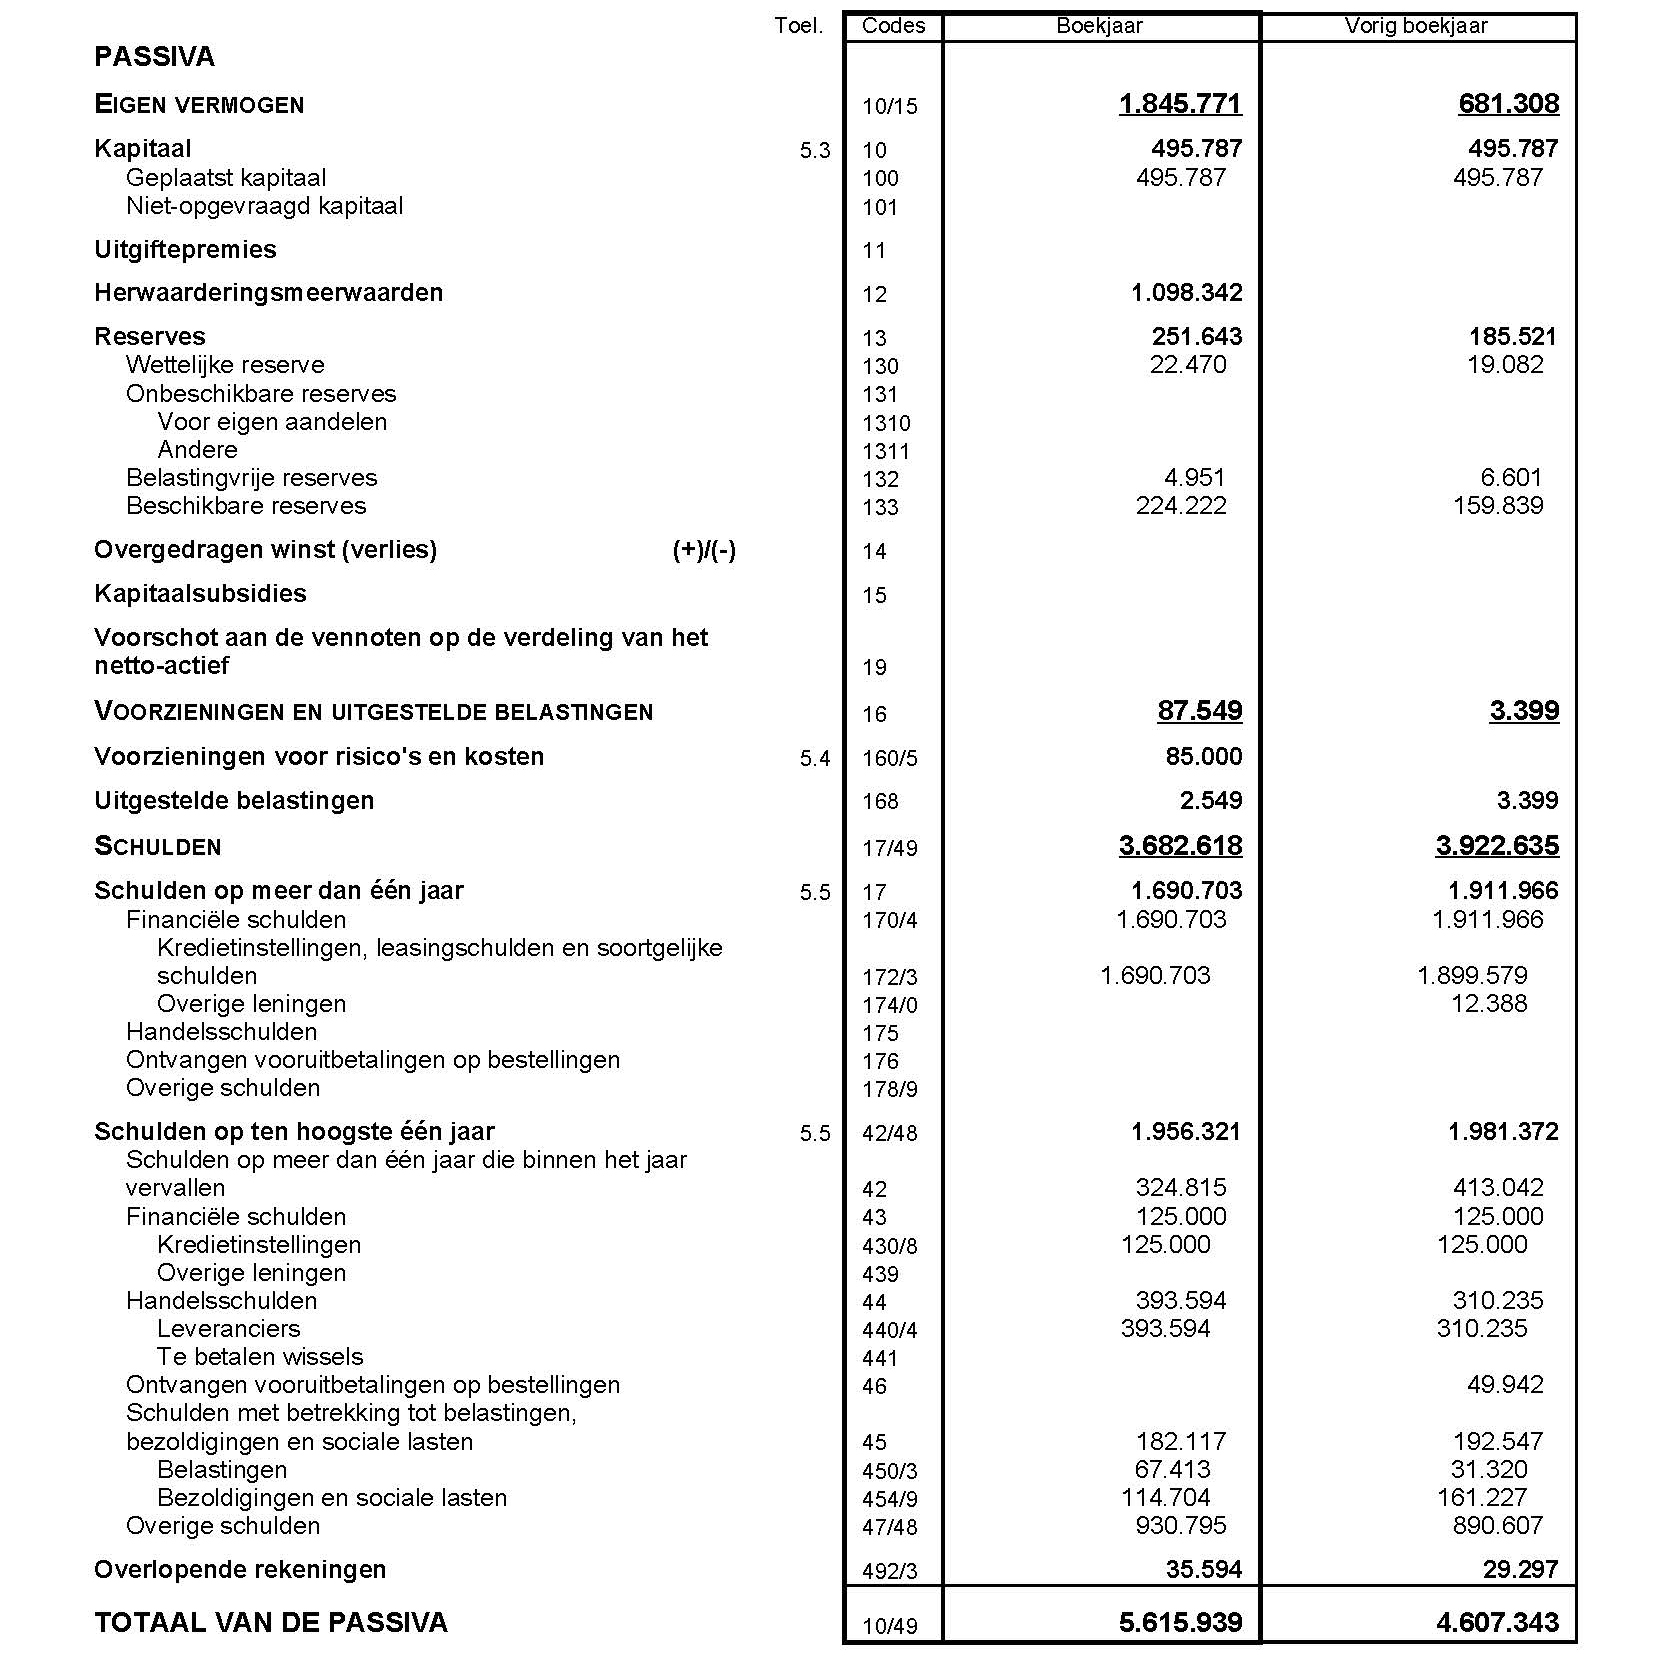 Toel. Codes Boekjaar Vorig boekjaar
PASSIVA
EIGEN VERMOGEN 10/15 1.845.771 681.308
Kapitaal 5.3 10 495.787 495.787
Geplaatst kapitaal 100 495.787 495.787
Niet-opgevraagd kapitaal 101
Uitgiftepremies 11
Herwaarderingsmeerwaarden 12 1.098.342
Reserves 13 251.643 185.521
Wettelijke reserve 130 22.470 19.082
Onbeschikbare reserves 131
Voor eigen aandelen 1310
Andere 1311
Belastingvrije reserves 132 4.951 6.601
Beschikbare reserves 133 224.222 159.839
Overgedragen winst (verlies) (+)/(-) 14
Kapitaalsubsidies 15
Voorschot aan de vennoten op de verdeling van het
netto-actief 19
VOORZIENINGEN EN UITGESTELDE BELASTINGEN 16 87.549 3.399
Voorzieningen voor risico's en kosten 5.4 160/5 85.000
Uitgestelde belastingen 168 2.549 3.399
SCHULDEN 17/49 3.682.618 3.922.635
Schulden op meer dan één jaar 5.5 17 1.690.703 1.911.966
Financiële schulden 170/4 1.690.703 1.911.966
Kredietinstellingen, leasingschulden en soortgelijke
schulden 172/3 1.690.703 1.899.579
Overige leningen 174/0 12.388
Handelsschulden 175
Ontvangen vooruitbetalingen op bestellingen 176
Overige schulden 178/9
Schulden op ten hoogste één jaar 5.5 42/48 1.956.321 1.981.372
Schulden op meer dan één jaar die binnen het jaar
vervallen 42 324.815 413.042
Financiële schulden 43 125.000 125.000
Kredietinstellingen 430/8 125.000 125.000
Overige leningen 439
Handelsschulden 44 393.594 310.235
Leveranciers 440/4 393.594 310.235
Te betalen wissels 441
Ontvangen vooruitbetalingen op bestellingen 46 49.942
Schulden met betrekking tot belastingen,
bezoldigingen en sociale lasten 45 182.117 192.547
Belastingen 450/3 67.413 31.320
Bezoldigingen en sociale lasten 454/9 114.704 161.227
Overige schulden 47/48 930.795 890.607
Overlopende rekeningen 492/3 35.594 29.297
TOTAAL VAN DE PASSIVA 10/49 5.615.939 4.607.343